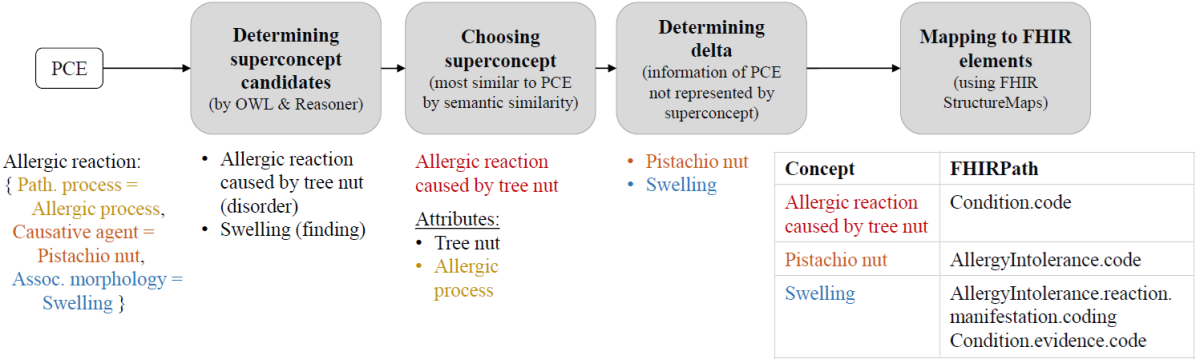 PCE
Determining
superconcept
candidates
(by OWL & Reasoner)
Choosing
superconcept
(most similar to PCE
by semantic similarity)
Determining
delta
(information of PCE
not represented by
superconcept)
Mapping to FHIR
elements
(using FHIR
StructureMaps)
Allergic reaction:
{ Path. process =
Allergic process,
Causative agent =
Pistachio nut,
Assoc. morphology =
Swelling }
• Allergic reaction
caused by tree nut
(disorder)
• Swelling (finding)
Allergic reaction
caused by tree nut
Attributes:
• Tree nut
• Allergic
process
• Pistachio nut
• Swelling
Concept FHIRPath
Allergic reaction
caused by tree nut
Condition.code
Pistachio nut AllergyIntolerance.code
Swelling AllergyIntolerance.reaction.
manifestation.coding
Condition.evidence.code